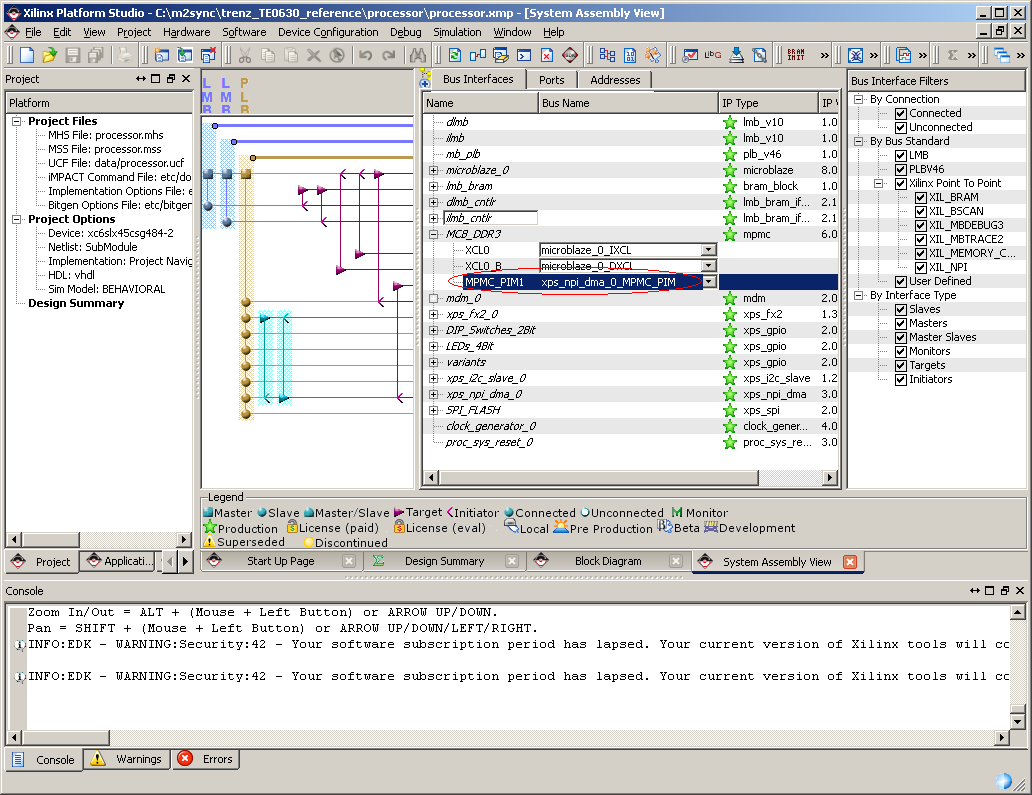 Xilinx Platform Studio - C:\m2sync\trenz_TE0630_reference\processor\processor.xmp - [System Assembly View]
File Edit View Project Hardware Software Device Configuration Debug Simulation Window Help
BRAM INIT
Project
Platform
Project Files
MHS File: processor.mhs
MSS File: processor.mss
UCF File: data/processor.ucf
iMPACT Command File: etc/do
Implementation Options File: e
Bitgen Options File: etc/bitgen
Project Options
Device: xc6slx45csg484-2
Netlist: SubModule
Implementation: Project Navig
HDL: vhdl
Sim Model: BEHAVIORAL
Design Summary
Project Applicati...
L L P
M M L
B B B
Bus Interfaces Ports Addresses
Name Bus Name IP Type IP V
dlmb lmb_v10 1.0
ilmb lmb_v10 1.0
mb_plb plb_v46 1.0
microblaze_0 microblaze 8.0
lmb_bram bram_block 1.0
dlmb_cntlr lmb_bram_if... 2.1
ilmb_cntlr lmb_bram_if... 2.1
MCB_DDR3 mpmc 6.0
XCL0 microblaze_0_IXCL
XCL0_B microblaze_0_DXCL
MPMC_PIM1 xps_npi_dma_0_MPMC_PIM
mdm_0 mdm 2.0
xps_fx2_0 xps_fx2 1.3
DIP_Switches_2Bit xps_gpio 2.0
LEDs_4Bit xps_gpio 2.0
variants xps_gpio 2.0
xps_i2c_slave_0 xps_i2c_slave 1.2
xps_npi_dma_0 xps_npi_dma 3.0
SPI_FLASH xps_spi 2.0
clock_generator_0 clock_gener... 4.0
proc_sys_reset_0 proc_sys_re... 3.0
Bus Interface Filters
By Connection
Connected
Unconnected
By Bus Standard
LMB
PLBV46
Xilinx Point To Point
XIL_BRAM
XIL_BSCAN
XIL_MBDEBUG3
XIL_MBTRACE2
XIL_MEMORY_C...
XIL_NPI
User Defined
By Interface Type
Slaves
Masters
Master Slaves
Monitors
Targets
Initiators
Legend
Master Slave Master/Slave Target Initiator Connected Unconnected M Monitor
Production License (paid) License (eval) Local Pre Production Beta Development
Superseded Discontinued
Start Up Page Design Summary Block Diagram System Assembly View
Console
Zoom In/Out = ALT + (Mouse + Left Button) or ARROW UP/DOWN.
Pan = SHIFT + (Mouse + Left Button) or ARROW UP/DOWN/LEFT/RIGHT.
INFO:EDK - WARNING:Security:42 - Your software subscription period has lapsed. Your current version of Xilinx tools will co
INFO:EDK - WARNING:Security:42 - Your software subscription period has lapsed. Your current version of Xilinx tools will co
Console Warnings Errors